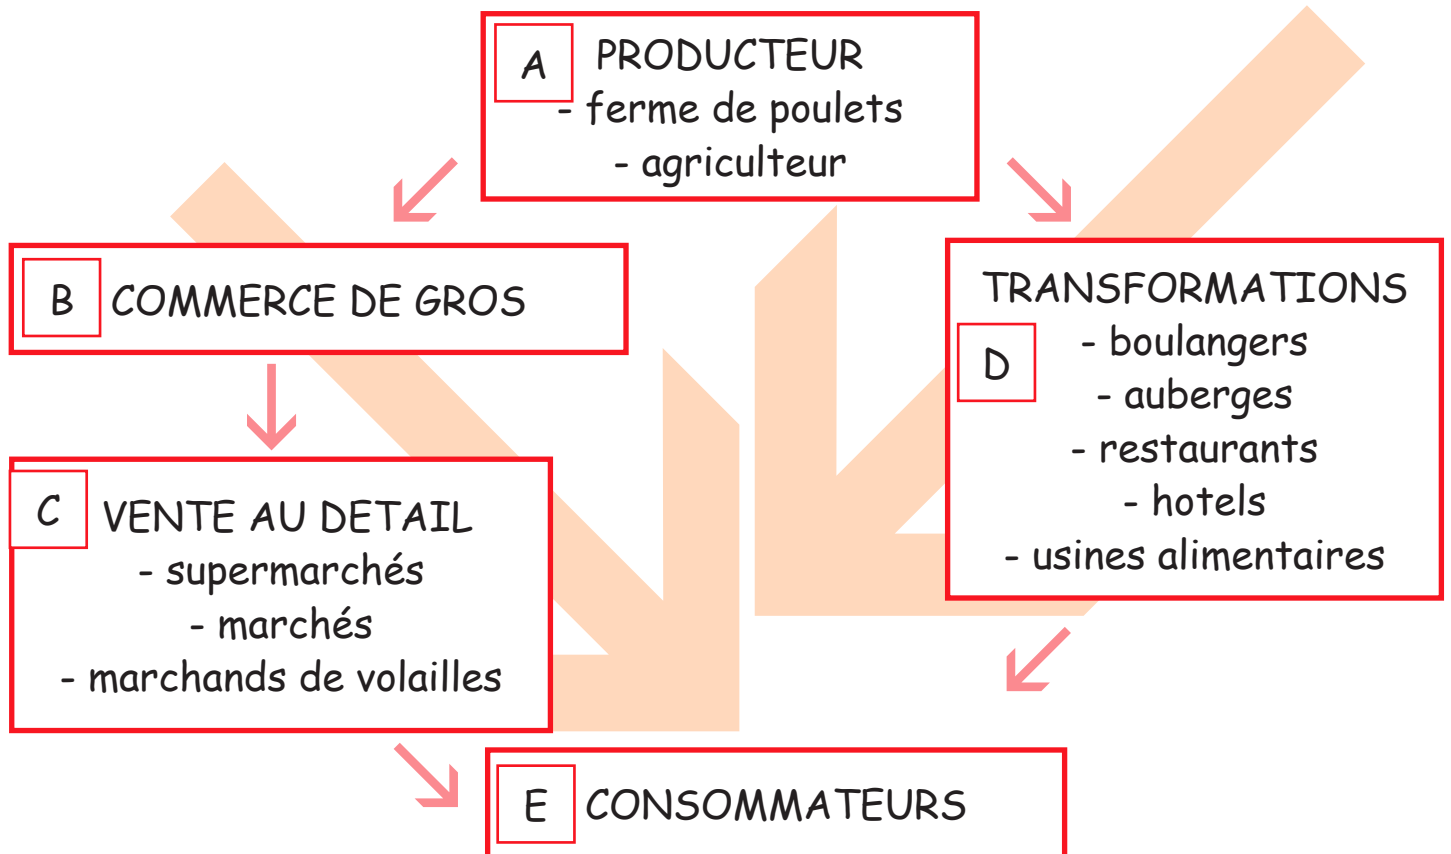 A PRODUCTEUR
- ferme de poulets
- agriculteur
B COMMERCE DE GROS
C VENTE AU DETAIL
- supermarchés
- marchés
- marchands de volailles
TRANSFORMATIONS
D
- boulangers
- auberges
- restaurants
- hotels
- usines alimentaires
E CONSOMMATEURS